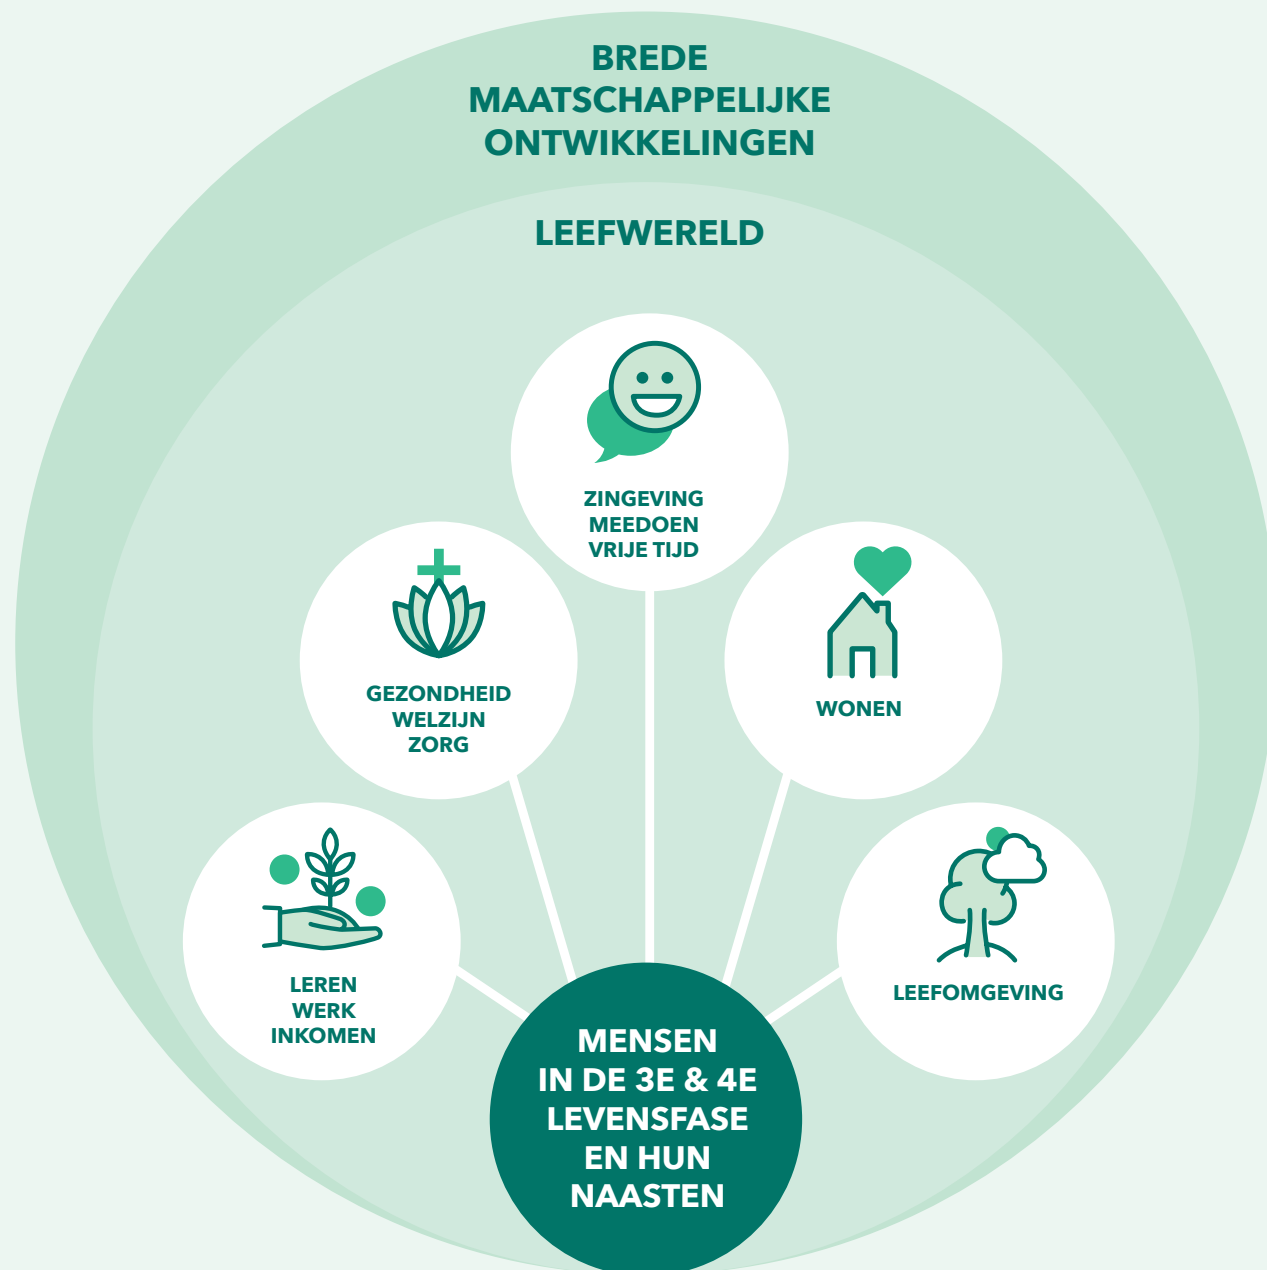 BREDE
MAATSCHAPPELIJKE
ONTWIKKELINGEN
LEEFWERELD
ZINGEVING
MEEDOEN
VRIJE TIJD
GEZONDHEID
WELZIJN
ZORG
WONEN
LEREN
WERK
INKOMEN
LEEFOMGEVING
MENSEN
IN DE 3E & 4E
LEVENSFASE
EN HUN
NAASTEN